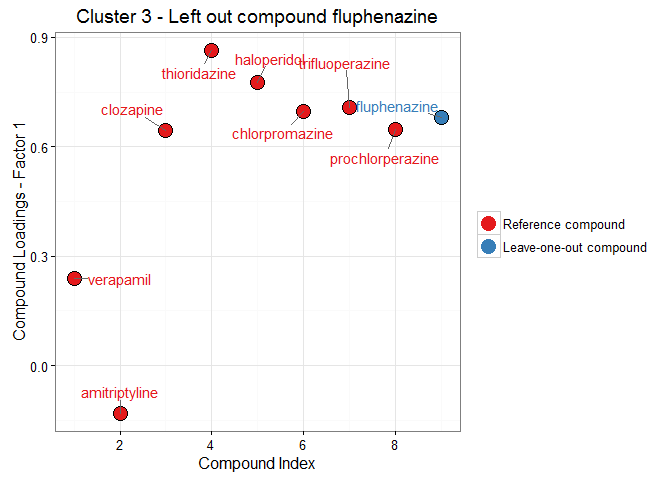 Cluster 3 - Left out compound fluphenazine
Compound Loadings - Factor 1
0.9
0.6
0.3
0.0
haloperidol
trifluoperazine
thioridazine
clozapine
fluphenazine
chlorpromazine
prochlorperazine
verapamil
amitriptyline
2
4
6
8
Compound Index
Reference compound
Leave-one-out compound